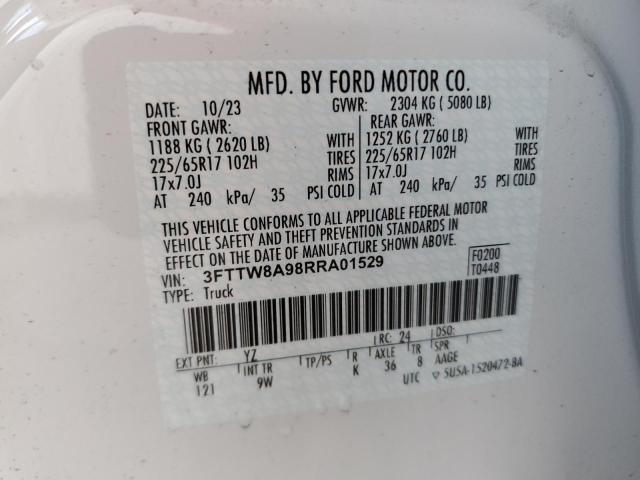 MFD. BY FORD MOTOR CO.
DATE: 10/23 GVWR: 2304 KG ( 5080 LB)
FRONT GAWR: REAR GAWR:
1188 KG ( 2620 LB) WITH 1252 KG ( 2760 LB) WITH
225/65R17 102H TIRES 225/65R17 102H TIRES
17x7.0J RIMS 17x7.0J RIMS
AT 240 kPa/ 35 PSI COLD AT 240 kPa/ 35 PSI COLD
THIS VEHICLE CONFORMS TO ALL APPLICABLE FEDERAL MOTOR
VEHICLE SAFETY AND THEFT PREVENTION STANDARDS IN
EFFECT ON THE DATE OF MANUFACTURE SHOWN ABOVE.
VIN: 3FTTW8A98RRA01529 F0200
TYPE: Truck T0448
EXT PNT: YZ RC: 24 DSO:
WB INT TR TP/PS R AXLE TR SPR
121 9W K 36 8 AAGE
UTC ▽ 5U5A-1520472-BA